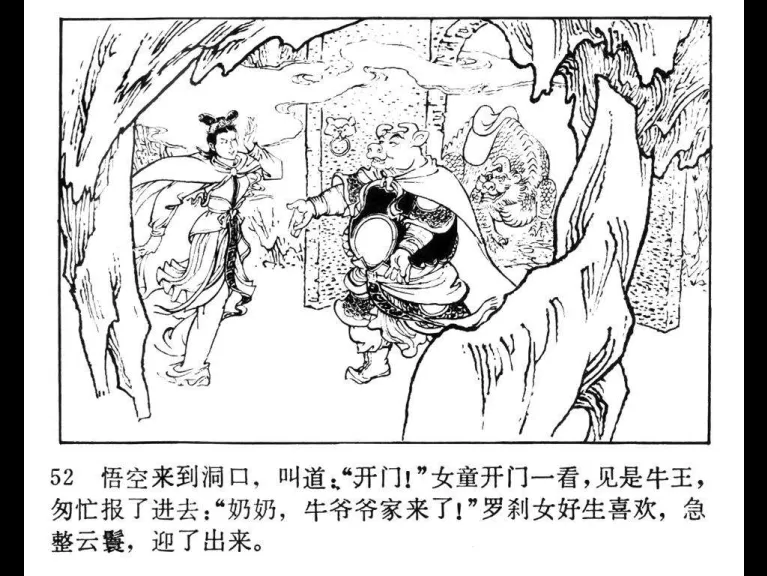 52 悟空来到洞口，叫道：“开门！”女童开门一看，见是牛王，
匆忙报了进去：“奶奶，牛爷爷家来了！”罗刹女好生喜欢，急
整云鬟，迎了出来。